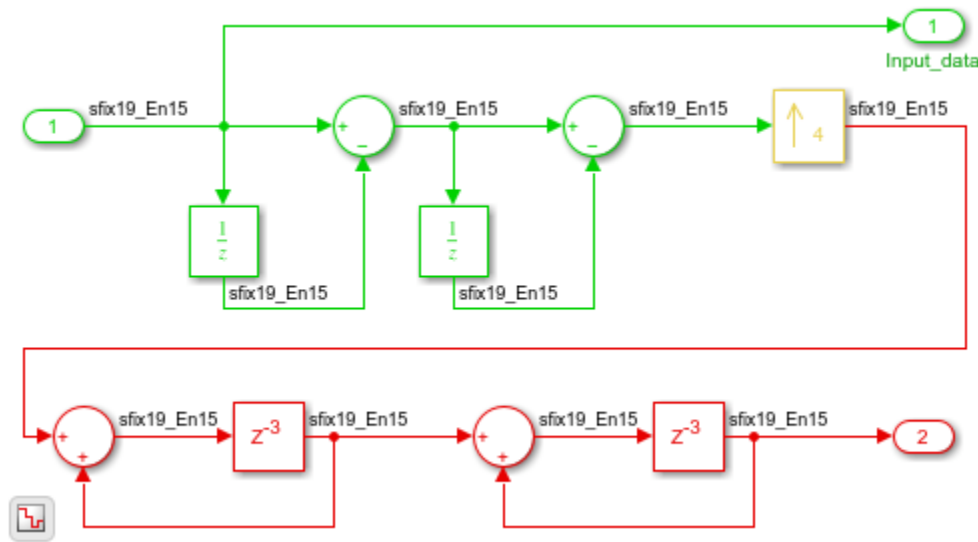 1
Input_data
sfix19_En15 sfix19_En15 sfix19_En15 sfix19_En15
1 + − + − 4
1/z 1/z
sfix19_En15 sfix19_En15
sfix19_En15 sfix19_En15 sfix19_En15 sfix19_En15
+ + z⁻³ + + z⁻³ 2